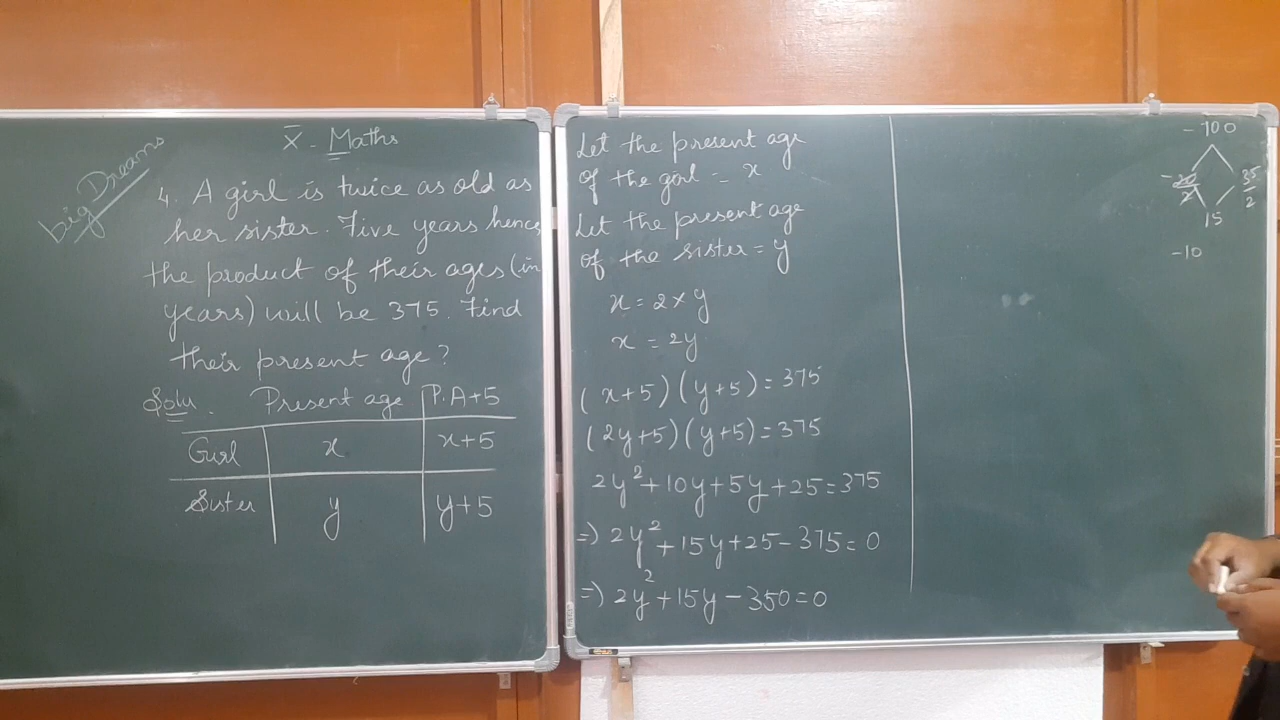 big Dreams
X - Maths
4. A girl is twice as old as
her sister. Five years hence
the product of their ages (in
years) will be 375. Find
their present age?
Solu. Present age P.A+5
Girl x x+5
Sister y y+5
Let the present age
of the girl = x
Let the present age
of the sister = y
x = 2 x y
x = 2y
(x+5)(y+5) = 375
(2y+5)(y+5) = 375
2y²+10y+5y+25=375
=) 2y²+15y+25-375=0
=) 2y²+15y-350=0
-700
35/2
15
-10